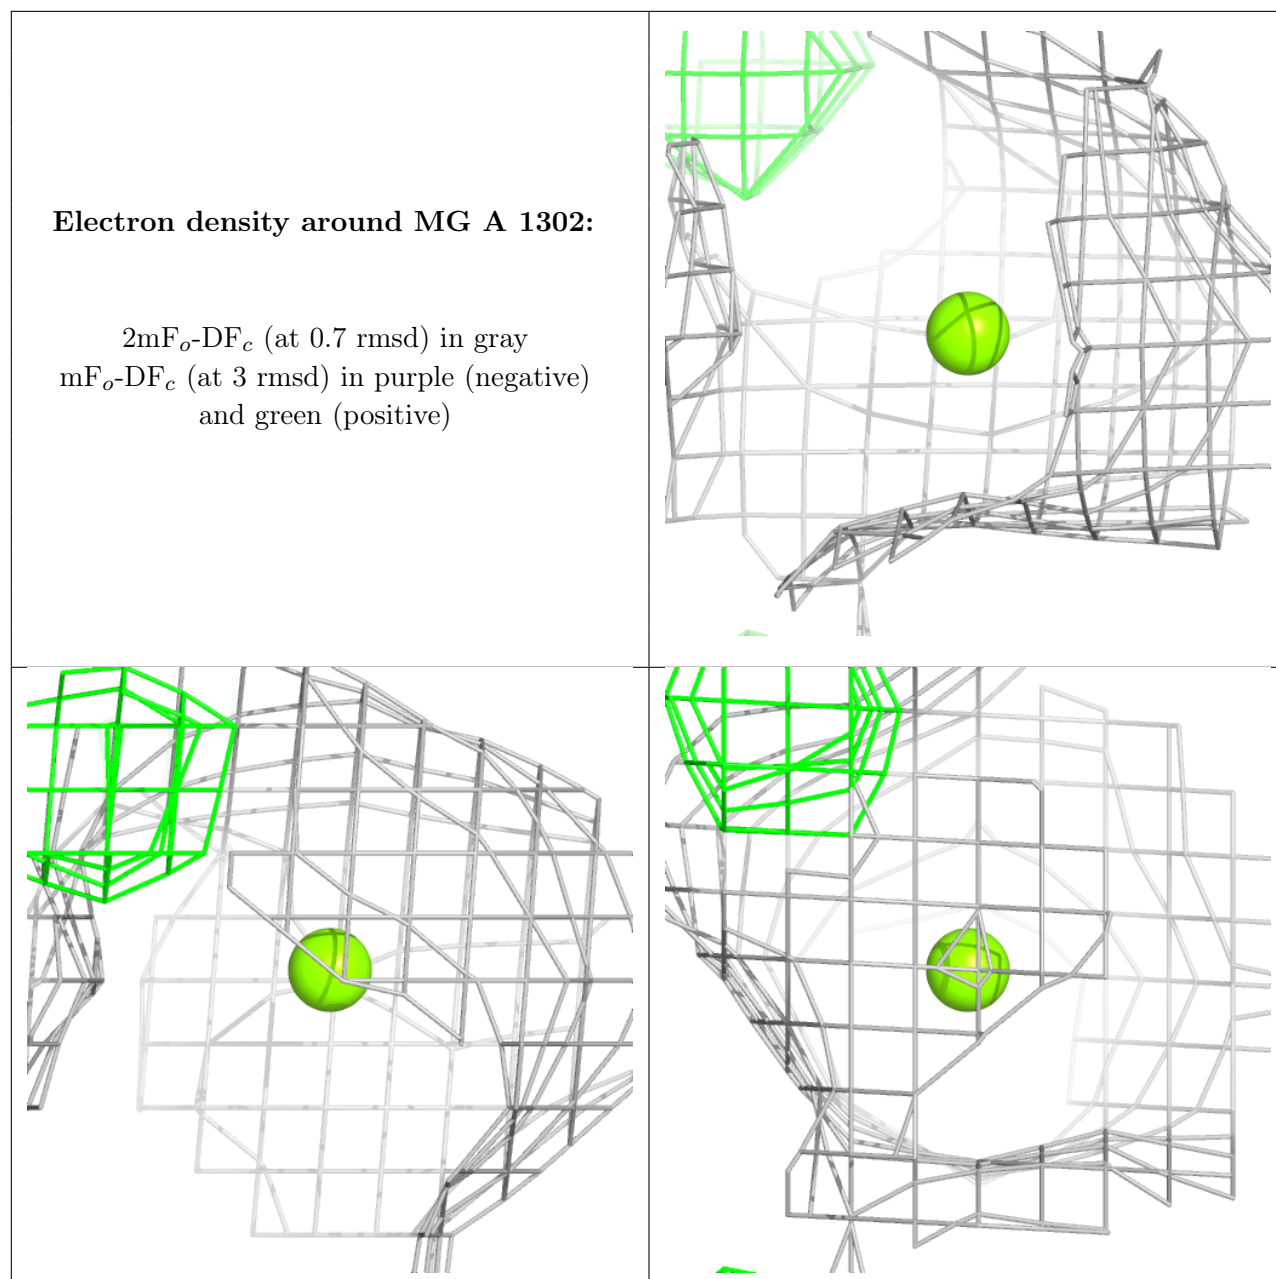 Electron density around MG A 1302:
2mFo-DFc (at 0.7 rmsd) in gray
mFo-DFc (at 3 rmsd) in purple (negative)
and green (positive)